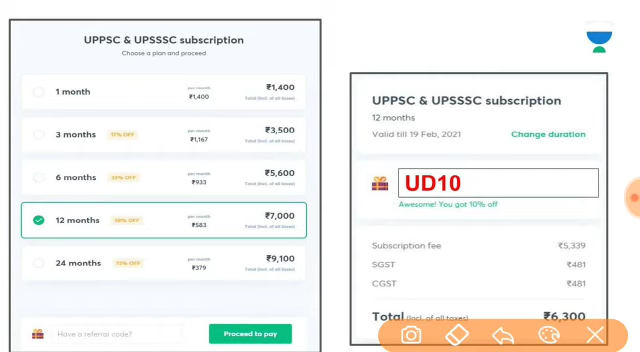 UPPSC & UPSSSC subscription
Choose a plan and proceed
1 month
per month
₹1,400
₹1,400
Total (Incl. of all taxes)
3 months
17% OFF
per month
₹1,167
₹3,500
Total (Incl. of all taxes)
6 months
33% OFF
per month
₹933
₹5,600
Total (Incl. of all taxes)
12 months
58% OFF
per month
₹583
₹7,000
Total (Incl. of all taxes)
24 months
73% OFF
per month
₹379
₹9,100
Total (Incl. of all taxes)
Have a referral code?
Proceed to pay
UPPSC & UPSSSC subscription
12 months
Valid till 19 Feb, 2021
Change duration
UD10
Awesome! You got 10% off
Subscription fee
₹5,339
SGST
₹481
CGST
₹481
Total (Incl. of all taxes)
₹6,300